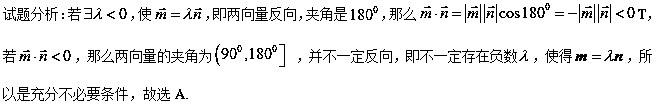 试题分析：若∃λ<0，使m⃗=λn⃗，即两向量反向，夹角是180⁰，那么m⃗·n⃗=|m⃗||n⃗|cos180⁰=−|m⃗||n⃗|<0T，
若m⃗·n⃗<0，那么两向量的夹角为(90⁰,180⁰]，并不一定反向，即不一定存在负数λ，使得m=λn，所
以是充分不必要条件，故选 A.